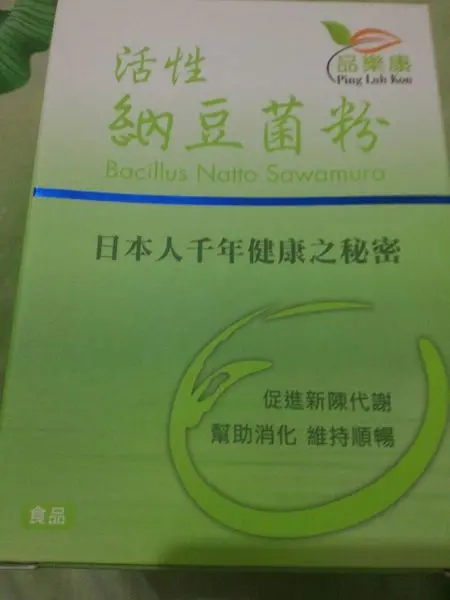 品樂康
Ping Luh Kon
活性
納豆菌粉
Bacillus Natto Sawamura
日本人千年健康之秘密
促進新陳代謝
幫助消化 維持順暢
食品